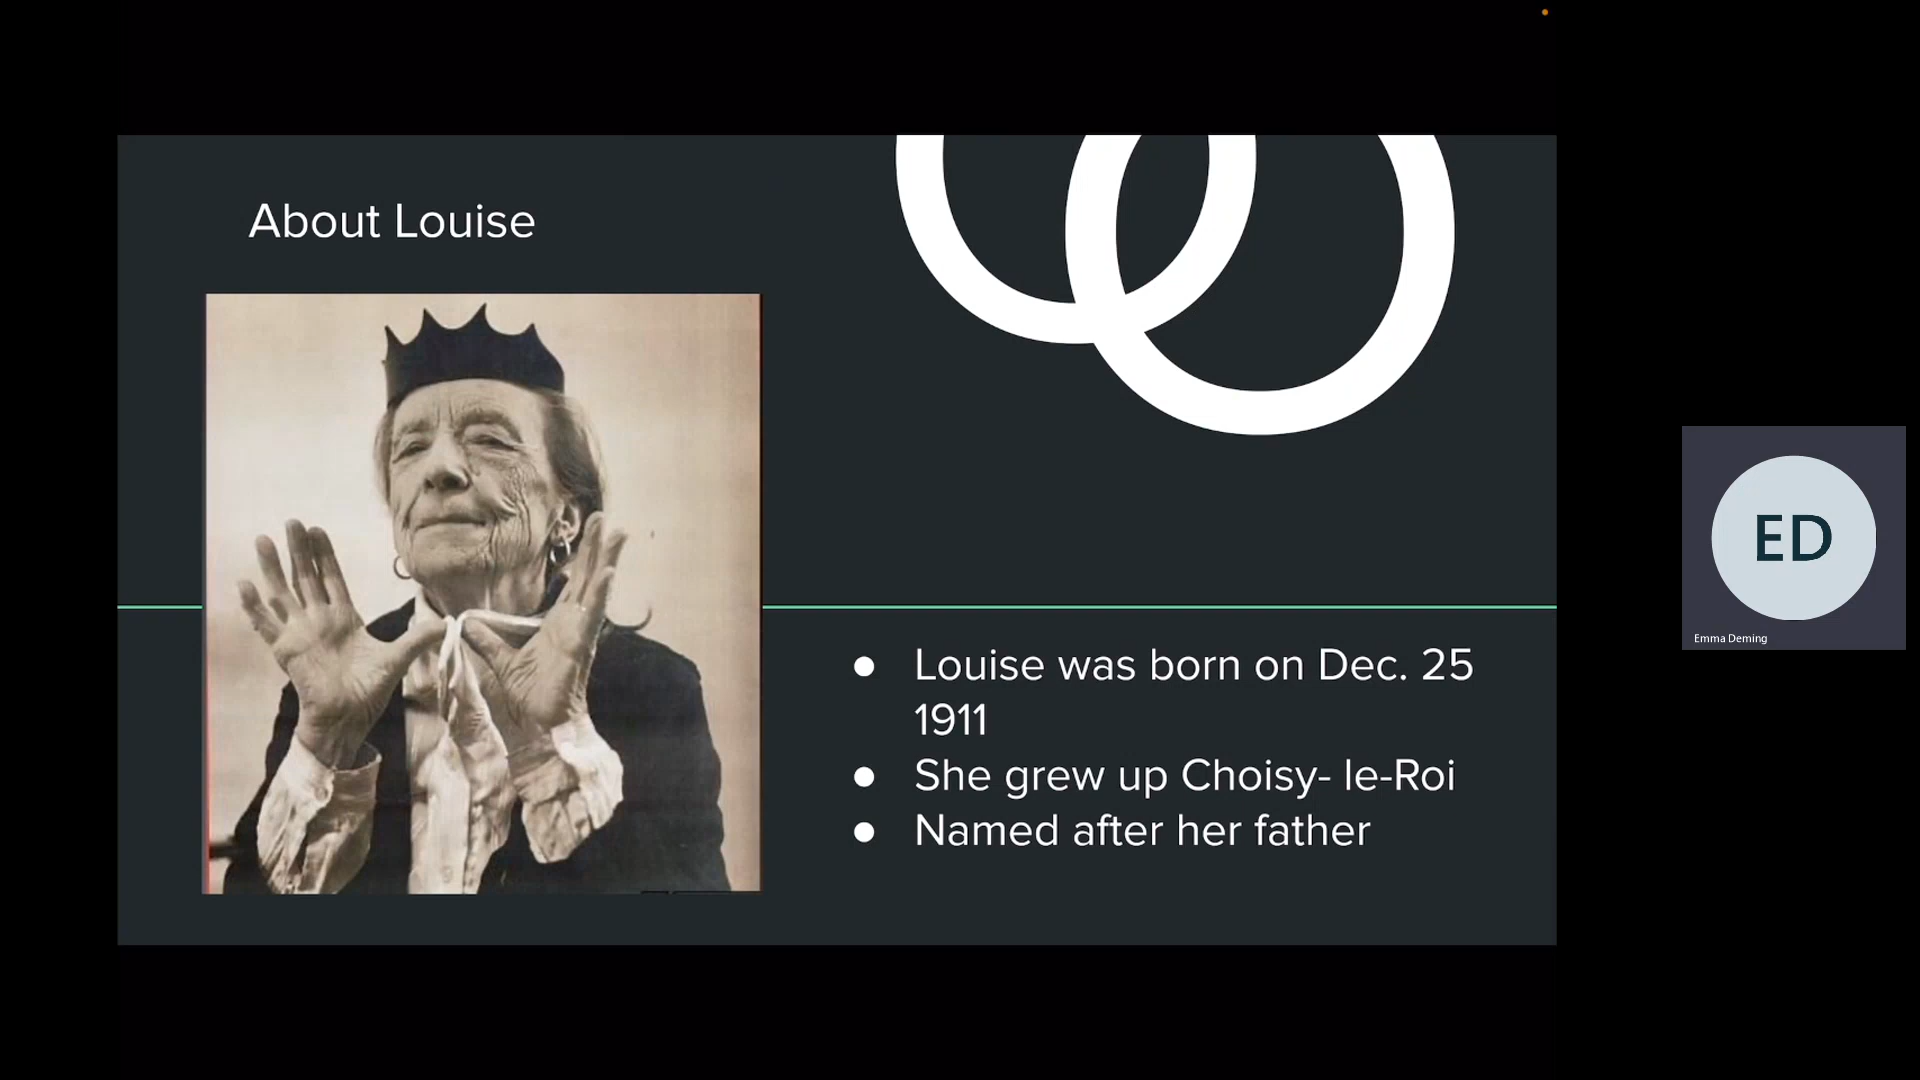 About Louise
● Louise was born on Dec. 25
1911
● She grew up Choisy- le-Roi
● Named after her father
ED
Emma Deming